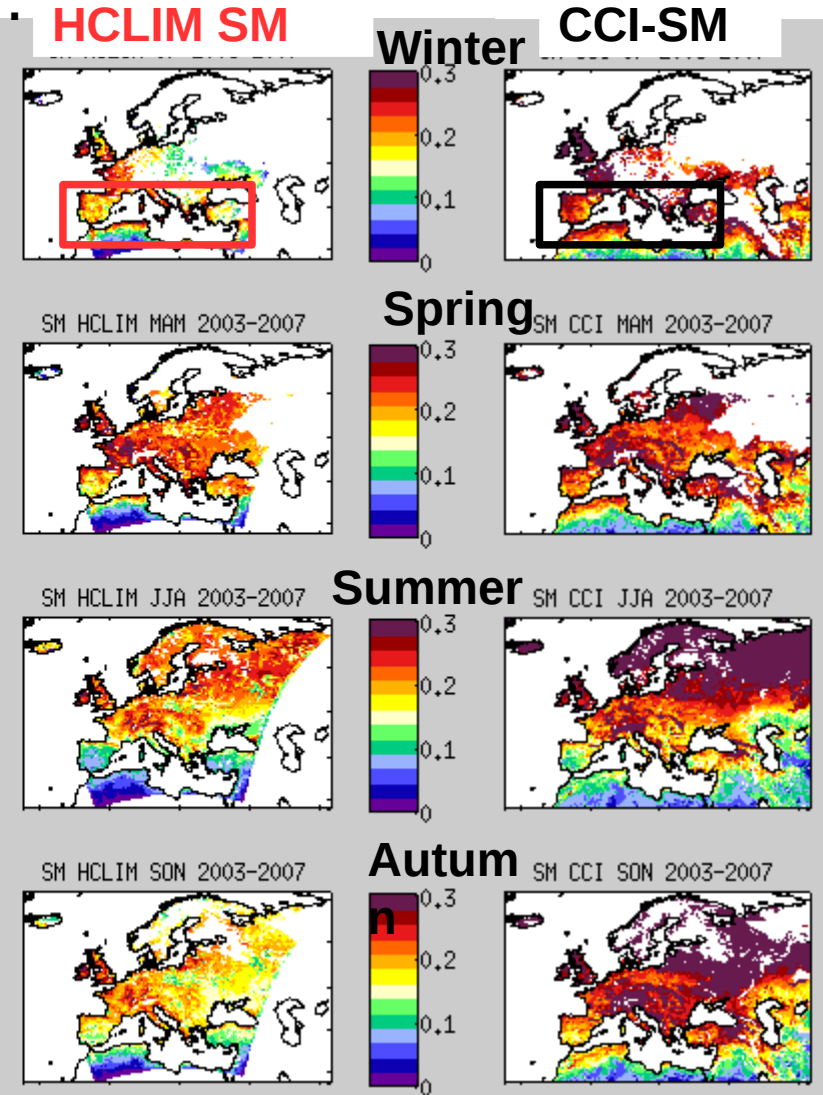 HCLIM SM
CCI-SM
Winter
0.3
0.2
0.1
0
Spring
SM HCLIM MAM 2003-2007
SM CCI MAM 2003-2007
0.3
0.2
0.1
0
Summer
SM HCLIM JJA 2003-2007
SM CCI JJA 2003-2007
0.3
0.2
0.1
0
Autum
n
SM HCLIM SON 2003-2007
SM CCI SON 2003-2007
0.3
0.2
0.1
0